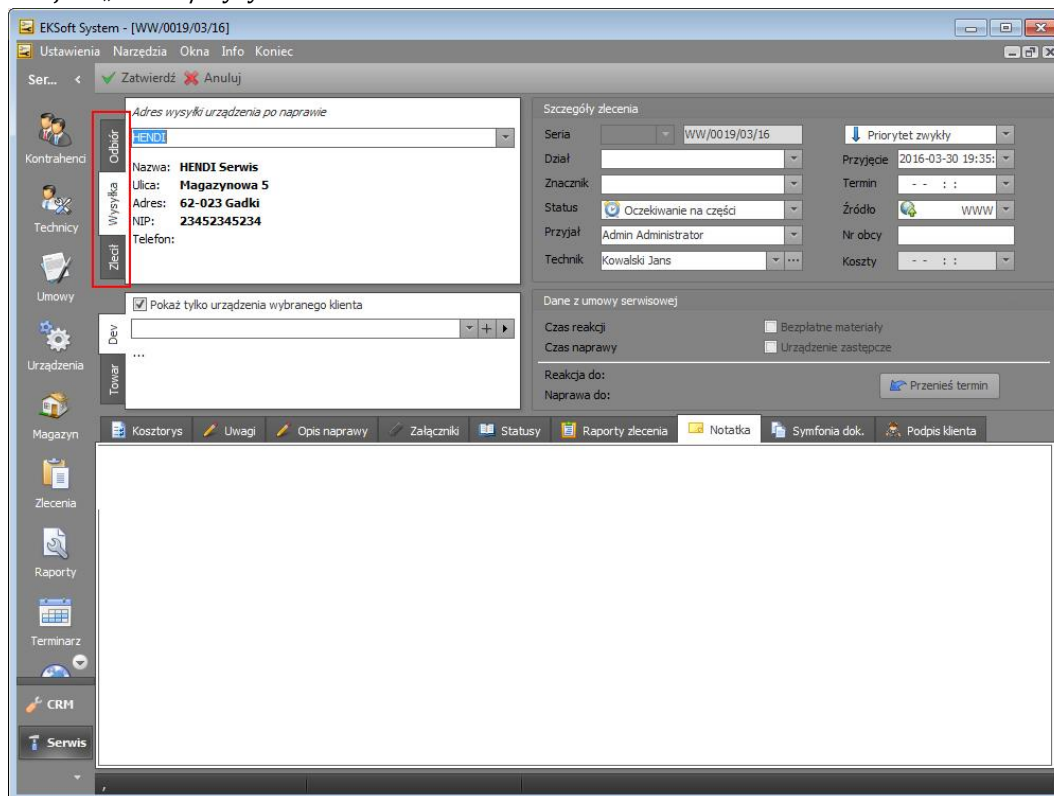 EKSoft System - [WW/0019/03/16]
Ustawienia Narzędzia Okna Info Koniec
Ser... < Zatwierdź Anuluj
Kontrahenci
Technicy
Umowy
Urządzenia
Magazyn
Zlecenia
Raporty
Terminarz
CRM
Serwis
Odbiór
Wysyłka
Zlecił
Adres wysyłki urządzenia po naprawie
HENDI
Nazwa: HENDI Serwis
Ulica: Magazynowa 5
Adres: 62-023 Gadki
NIP: 23452345234
Telefon:
Szczegóły zlecenia
Seria WW/0019/03/16 Priorytet zwykły
Dział Przyjęcie 2016-03-30 19:35:
Znacznik Termin - - : :
Status Oczekiwanie na części Źródło WWW
Przyjął Admin Administrator Nr obcy
Technik Kowalski Jans ... Koszty - - : :
Dev
Towar
Pokaż tylko urządzenia wybranego klienta
...
Dane z umowy serwisowej
Czas reakcji Bezpłatne materiały
Czas naprawy Urządzenie zastępcze
Reakcja do:
Naprawa do:
Przenieś termin
Kosztorys Uwagi Opis naprawy Załączniki Statusy Raporty zlecenia Notatka Symfonia dok. Podpis klienta
,